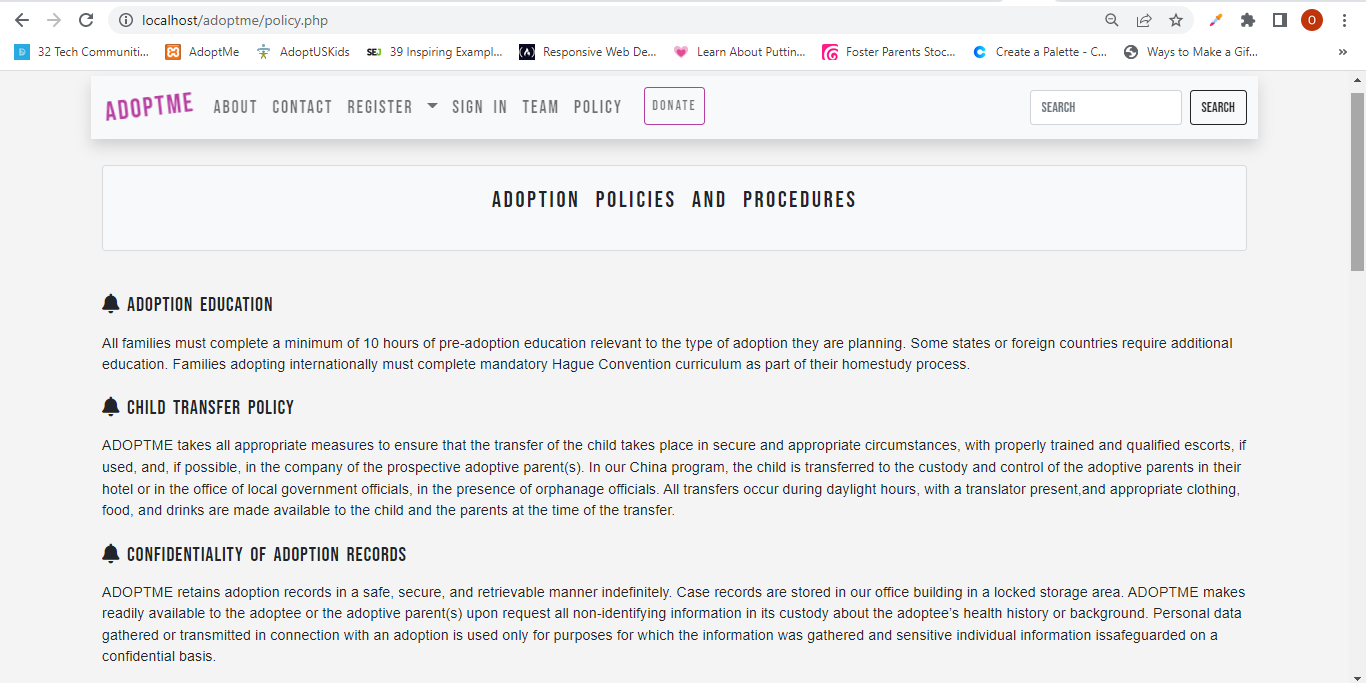 localhost/adoptme/policy.php
O
32 Tech Communiti... AdoptMe AdoptUSKids SEJ 39 Inspiring Exampl... Responsive Web De... Learn About Puttin... Foster Parents Stoc... Create a Palette - C... Ways to Make a Gif... »
ADOPTME ABOUT CONTACT REGISTER SIGN IN TEAM POLICY DONATE SEARCH SEARCH
ADOPTION POLICIES AND PROCEDURES
ADOPTION EDUCATION
All families must complete a minimum of 10 hours of pre-adoption education relevant to the type of adoption they are planning. Some states or foreign countries require additional
education. Families adopting internationally must complete mandatory Hague Convention curriculum as part of their homestudy process.
CHILD TRANSFER POLICY
ADOPTME takes all appropriate measures to ensure that the transfer of the child takes place in secure and appropriate circumstances, with properly trained and qualified escorts, if
used, and, if possible, in the company of the prospective adoptive parent(s). In our China program, the child is transferred to the custody and control of the adoptive parents in their
hotel or in the office of local government officials, in the presence of orphanage officials. All transfers occur during daylight hours, with a translator present,and appropriate clothing,
food, and drinks are made available to the child and the parents at the time of the transfer.
CONFIDENTIALITY OF ADOPTION RECORDS
ADOPTME retains adoption records in a safe, secure, and retrievable manner indefinitely. Case records are stored in our office building in a locked storage area. ADOPTME makes
readily available to the adoptee or the adoptive parent(s) upon request all non-identifying information in its custody about the adoptee’s health history or background. Personal data
gathered or transmitted in connection with an adoption is used only for purposes for which the information was gathered and sensitive individual information issafeguarded on a
confidential basis.